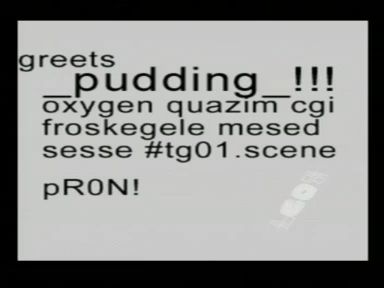 greets
_pudding_!!!
oxygen quazim cgi
froskegele mesed
sesse #tg01.scene
pR0N!